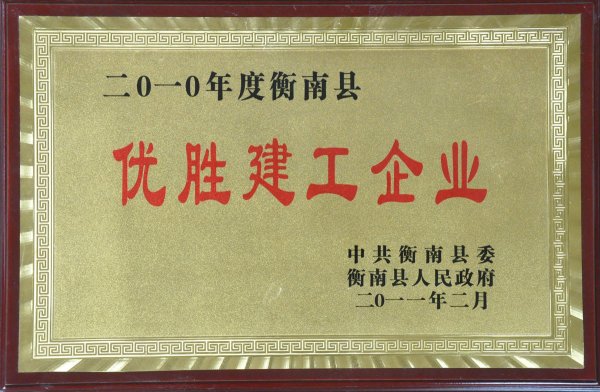 二0一0年度衡南县
优胜建工企业
中共衡南县委
衡南县人民政府
二0一一年二月